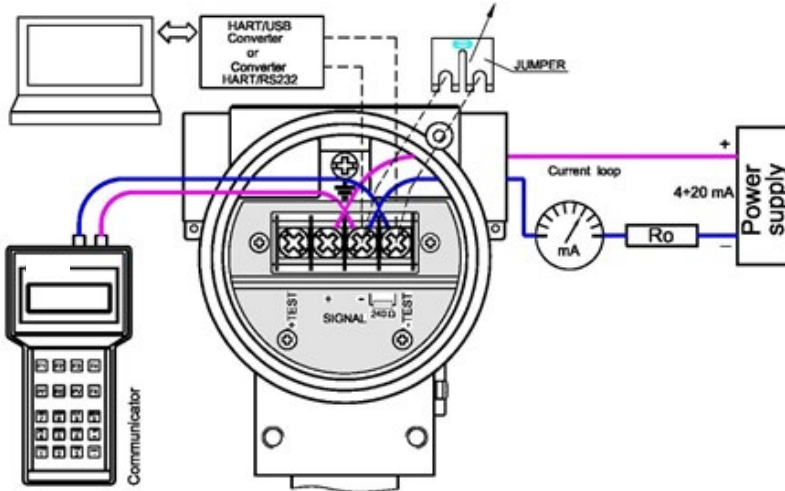 HART/USB
Converter
or
Converter
HART/RS232
JUMPER
+
Current loop
4÷20 mA
Power
supply
mA
Ro
–
+TEST
+ -
SIGNAL
240 Ω
-TEST
Communicator